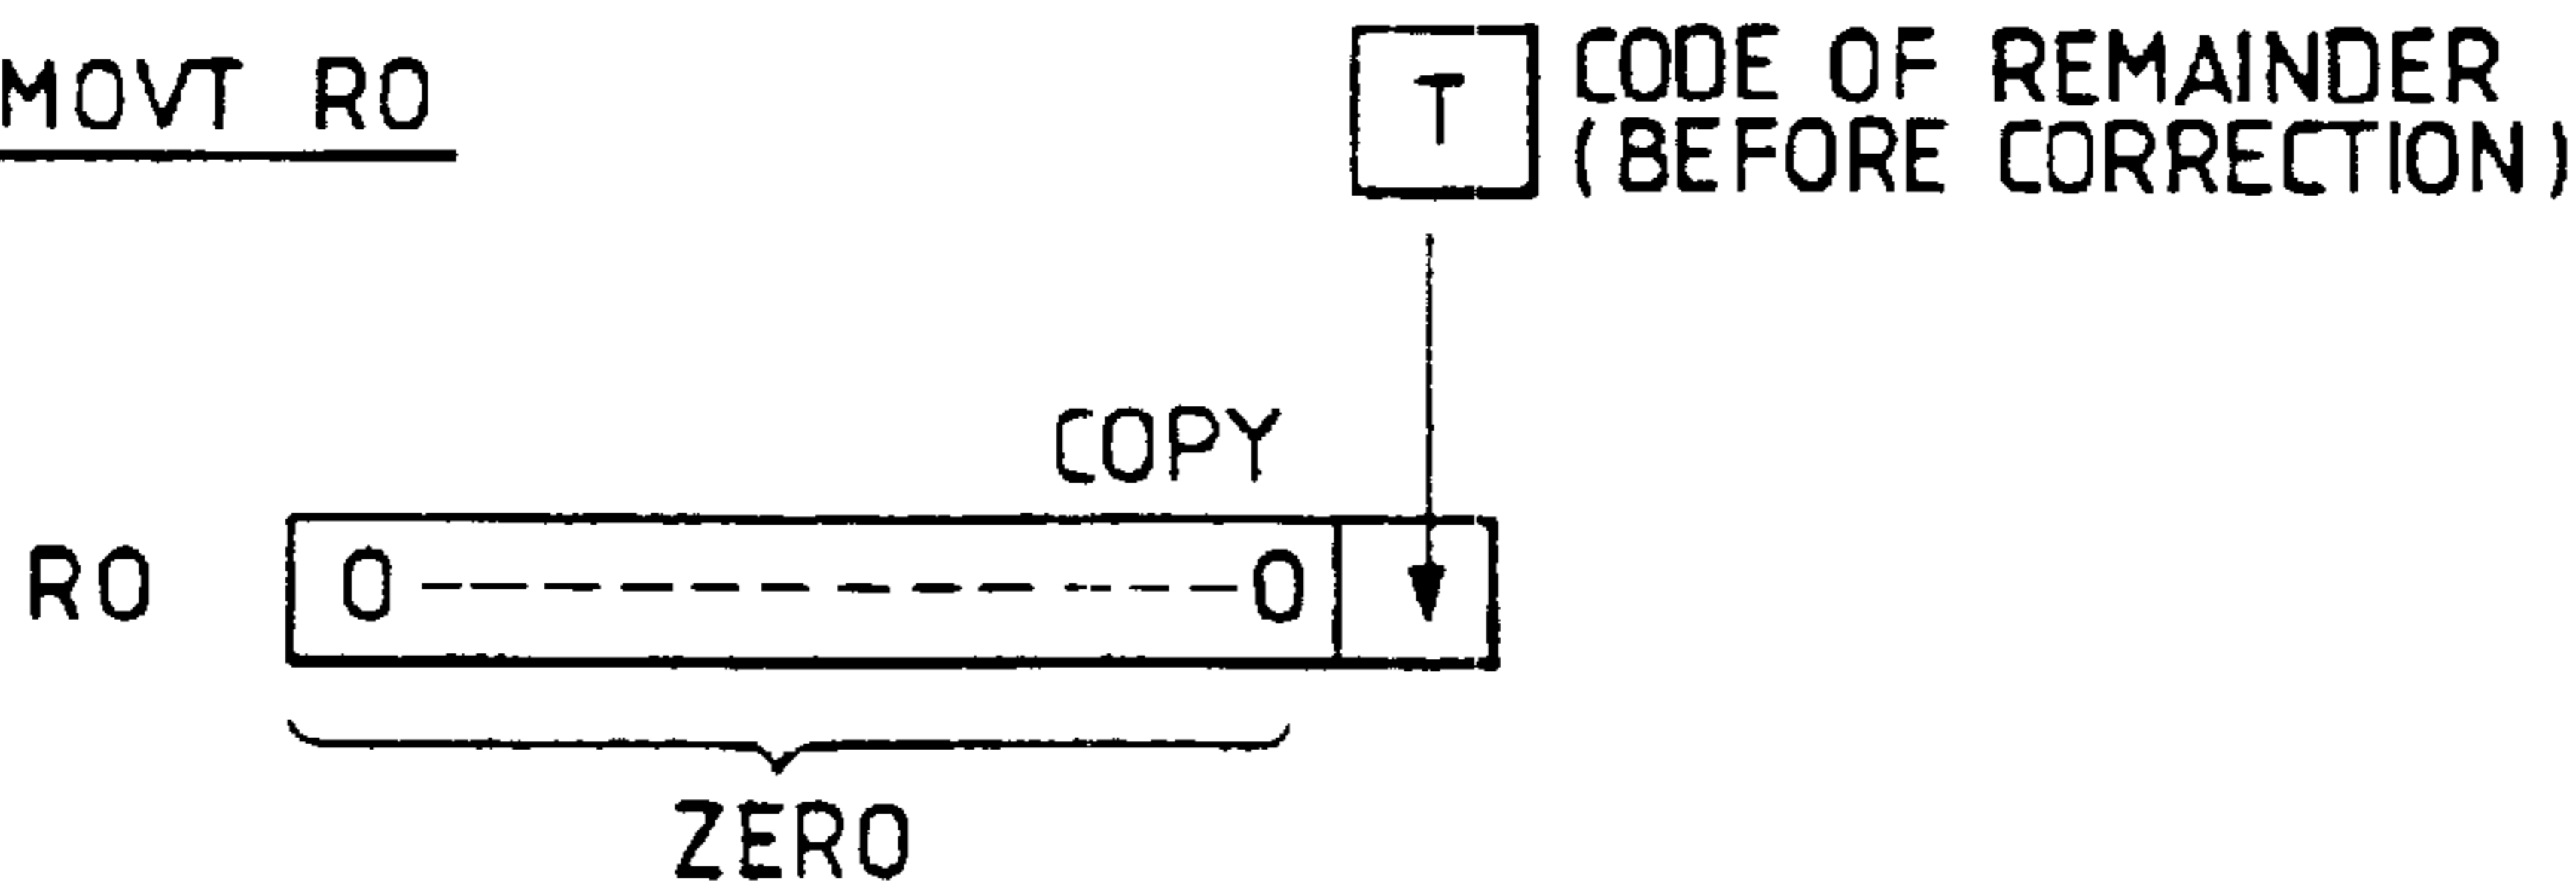 MOVT R0
T
CODE OF REMAINDER
(BEFORE CORRECTION)
COPY
R0
0 ---------- 0
ZERO